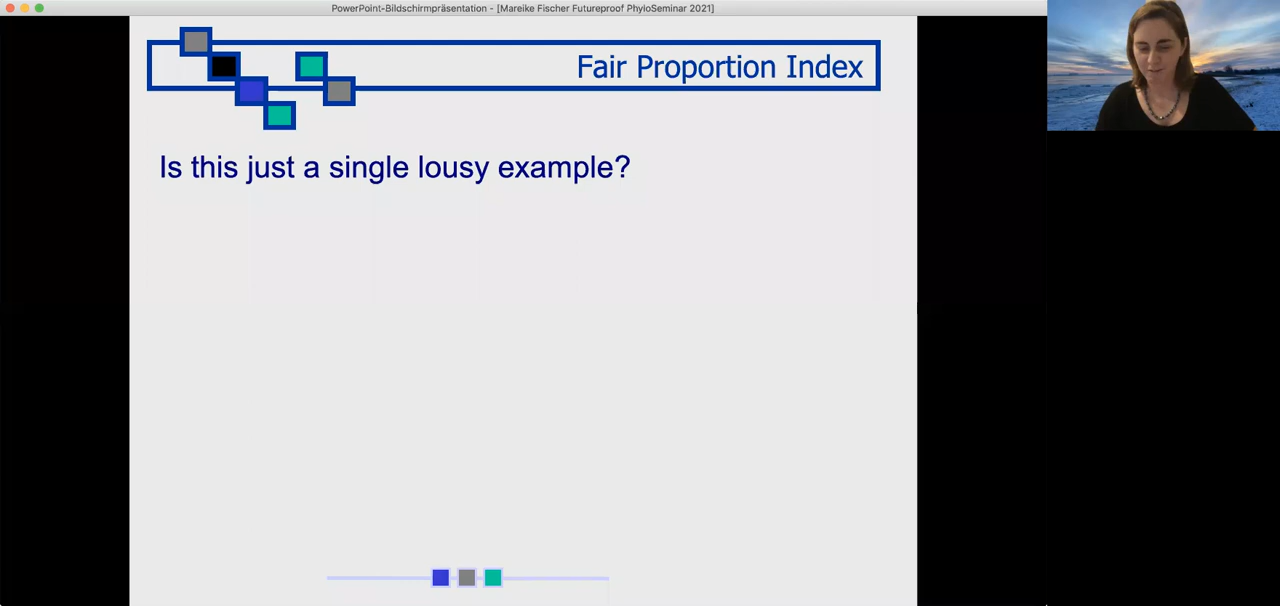 PowerPoint-Bildschirmpräsentation - [Mareike Fischer Futureproof PhyloSeminar 2021]
Fair Proportion Index
Is this just a single lousy example?